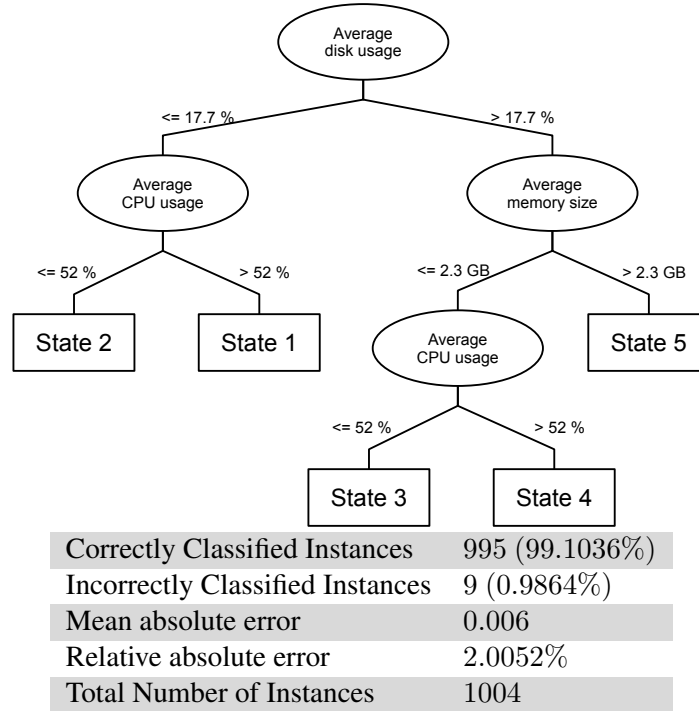 Average
disk usage
<= 17.7 %
> 17.7 %
Average
CPU usage
Average
memory size
<= 52 %
> 52 %
<= 2.3 GB
> 2.3 GB
State 2
State 1
Average
CPU usage
State 5
<= 52 %
> 52 %
State 3
State 4
Correctly Classified Instances 995 (99.1036%)
Incorrectly Classified Instances 9 (0.9864%)
Mean absolute error 0.006
Relative absolute error 2.0052%
Total Number of Instances 1004